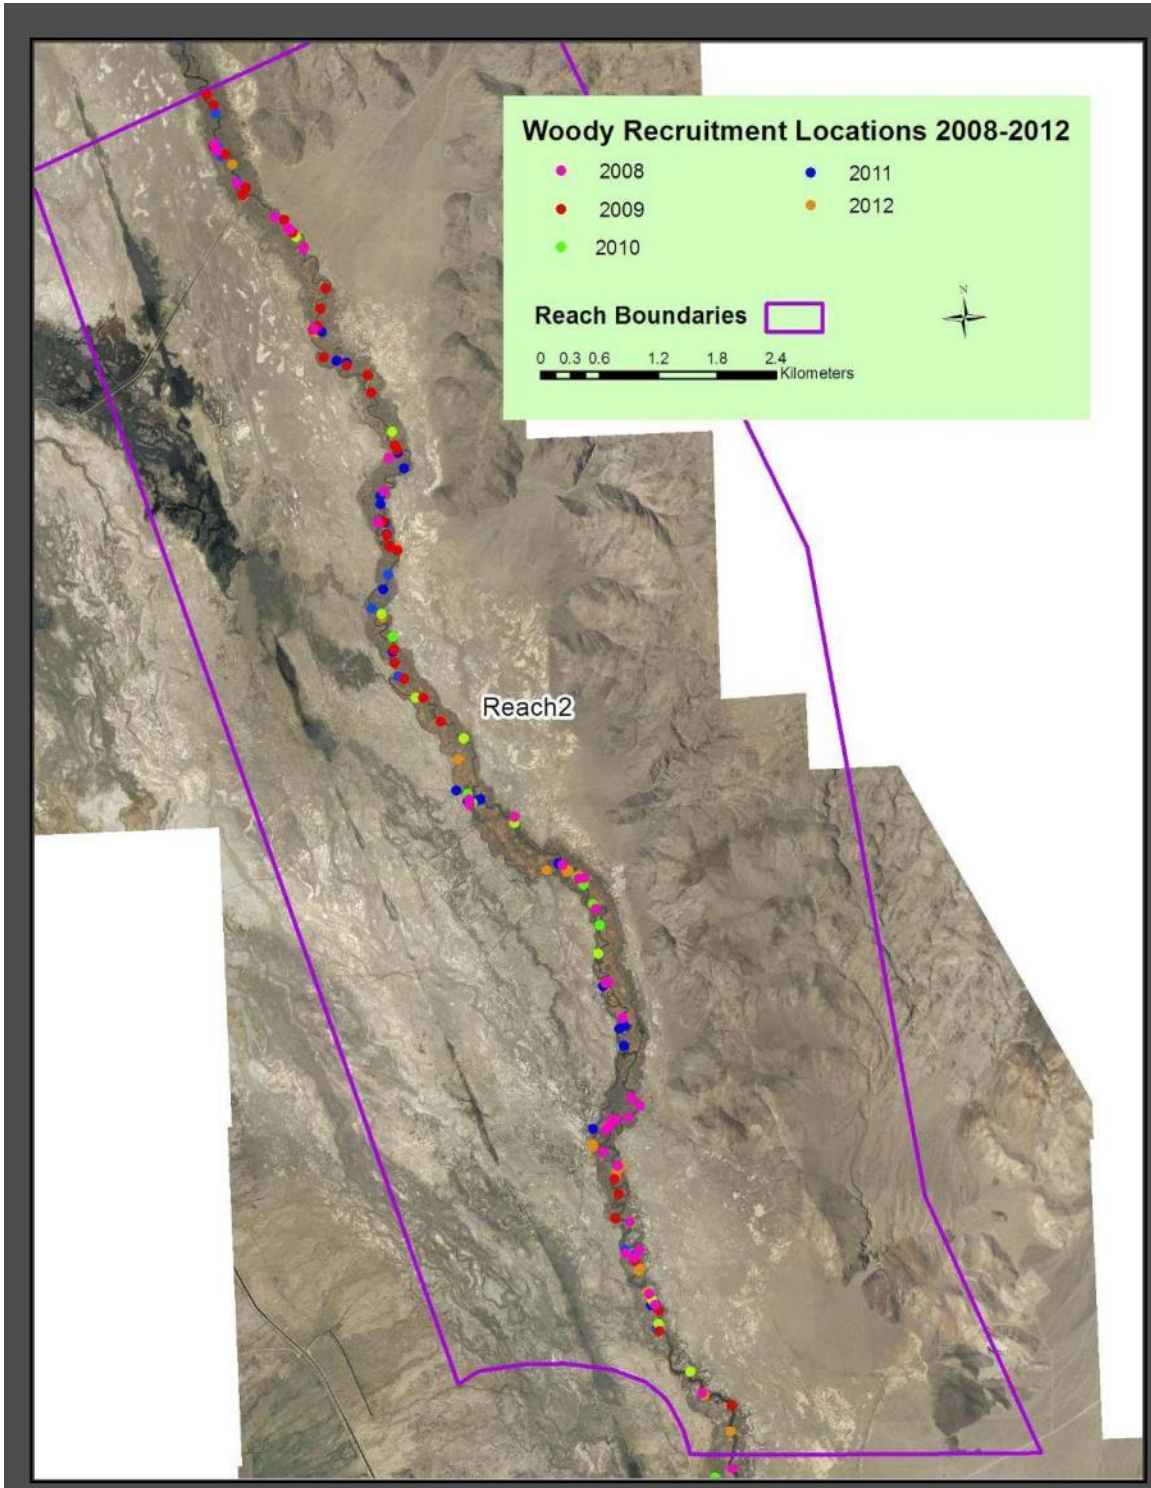 Woody Recruitment Locations 2008-2012
2008
2011
2009
2012
2010
N
Reach Boundaries
0 0.3 0.6 1.2 1.8 2.4
Kilometers
Reach2